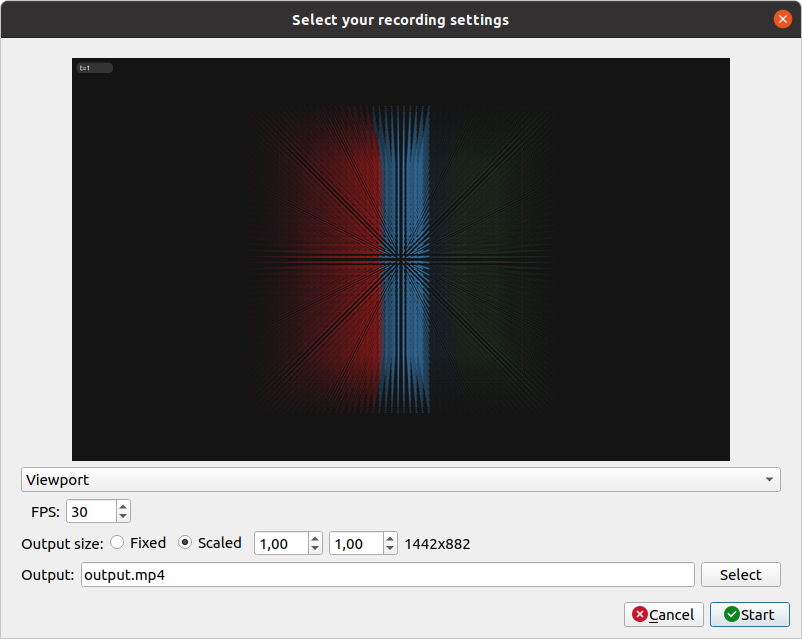 Select your recording settings
t=1
Viewport
FPS: 30
Output size: Fixed Scaled 1,00 1,00 1442x882
Output: output.mp4 Select
Cancel Start